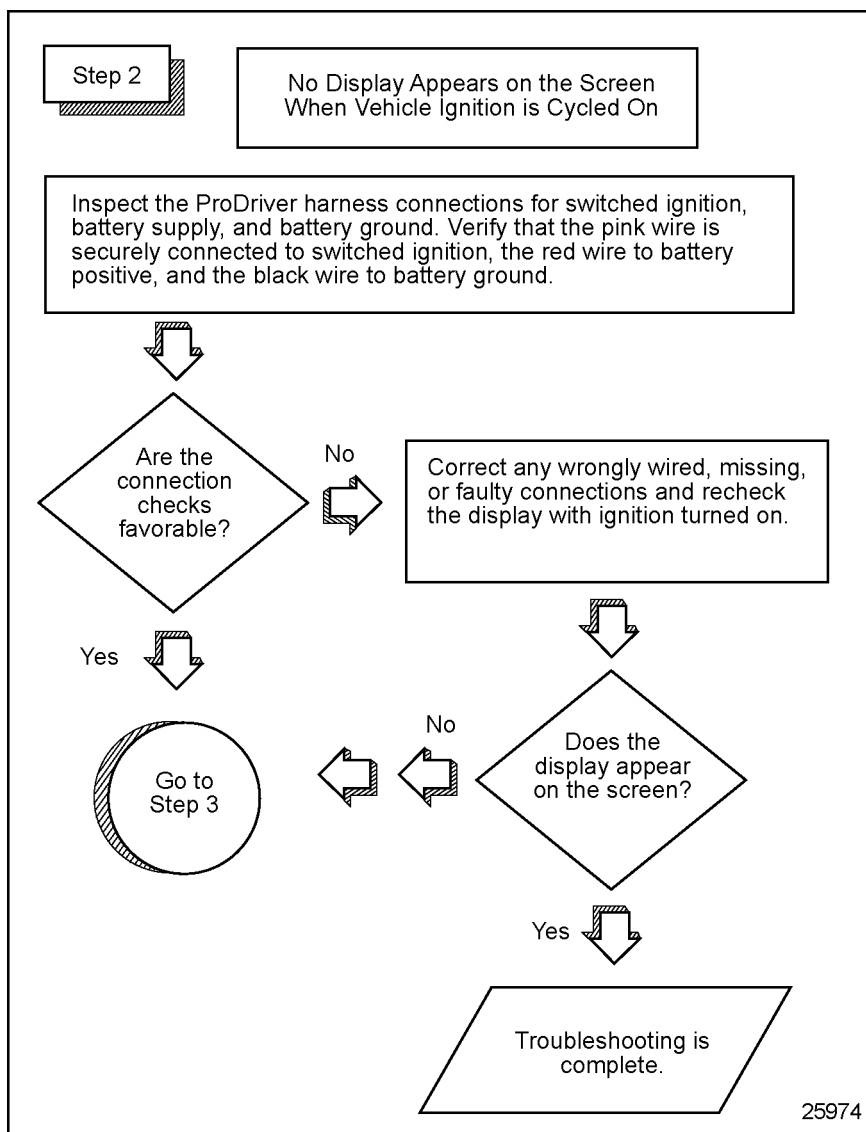 Step 2
No Display Appears on the Screen
When Vehicle Ignition is Cycled On
Inspect the ProDriver harness connections for switched ignition,
battery supply, and battery ground. Verify that the pink wire is
securely connected to switched ignition, the red wire to battery
positive, and the black wire to battery ground.
Are the
connection
checks
favorable?
No
Correct any wrongly wired, missing,
or faulty connections and recheck
the display with ignition turned on.
Yes
Go to
Step 3
No
Does the
display appear
on the screen?
Yes
Troubleshooting is
complete.
25974